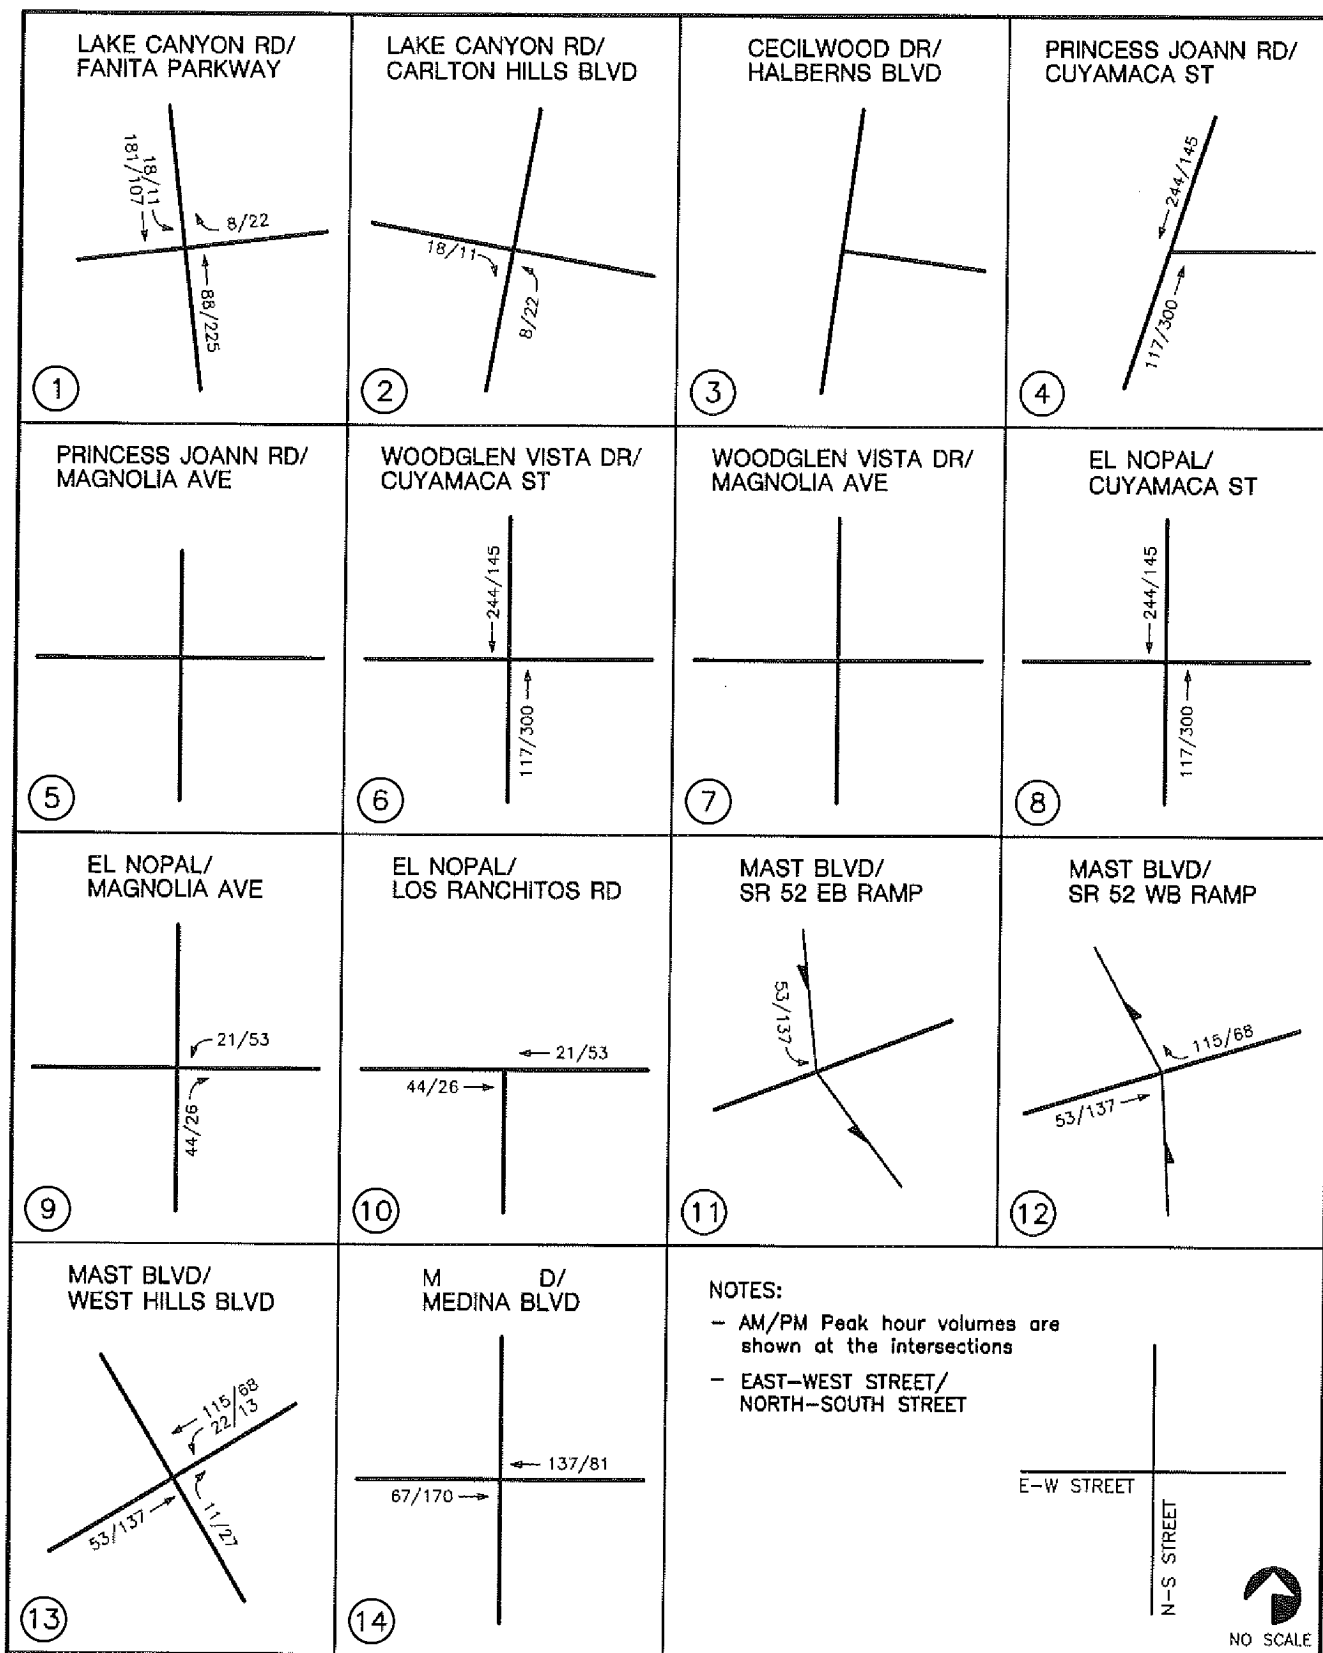 LAKE CANYON RD/
FANITA PARKWAY
181/107
18/11
8/22
88/225
1
LAKE CANYON RD/
CARLTON HILLS BLVD
18/11
8/22
2
CECILWOOD DR/
HALBERNS BLVD
3
PRINCESS JOANN RD/
CUYAMACA ST
244/145
117/300
4
PRINCESS JOANN RD/
MAGNOLIA AVE
5
WOODGLEN VISTA DR/
CUYAMACA ST
244/145
117/300
6
WOODGLEN VISTA DR/
MAGNOLIA AVE
7
EL NOPAL/
CUYAMACA ST
244/145
117/300
8
EL NOPAL/
MAGNOLIA AVE
21/53
44/26
9
EL NOPAL/
LOS RANCHITOS RD
21/53
44/26
10
MAST BLVD/
SR 52 EB RAMP
53/137
11
MAST BLVD/
SR 52 WB RAMP
115/68
53/137
12
MAST BLVD/
WEST HILLS BLVD
115/68
22/13
53/137
11/27
13
M D/
MEDINA BLVD
137/81
67/170
14
NOTES:
- AM/PM Peak hour volumes are
shown at the intersections
- EAST-WEST STREET/
NORTH-SOUTH STREET
E-W STREET
N-S STREET
NO SCALE